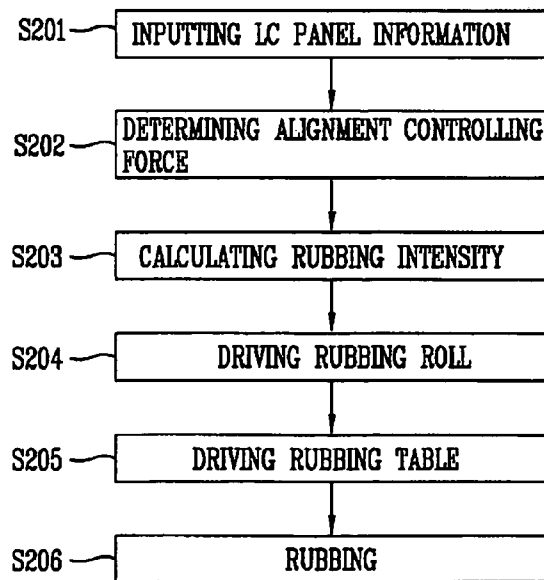 S201 INPUTTING LC PANEL INFORMATION
S202 DETERMINING ALIGNMENT CONTROLLING
FORCE
S203 CALCULATING RUBBING INTENSITY
S204 DRIVING RUBBING ROLL
S205 DRIVING RUBBING TABLE
S206 RUBBING